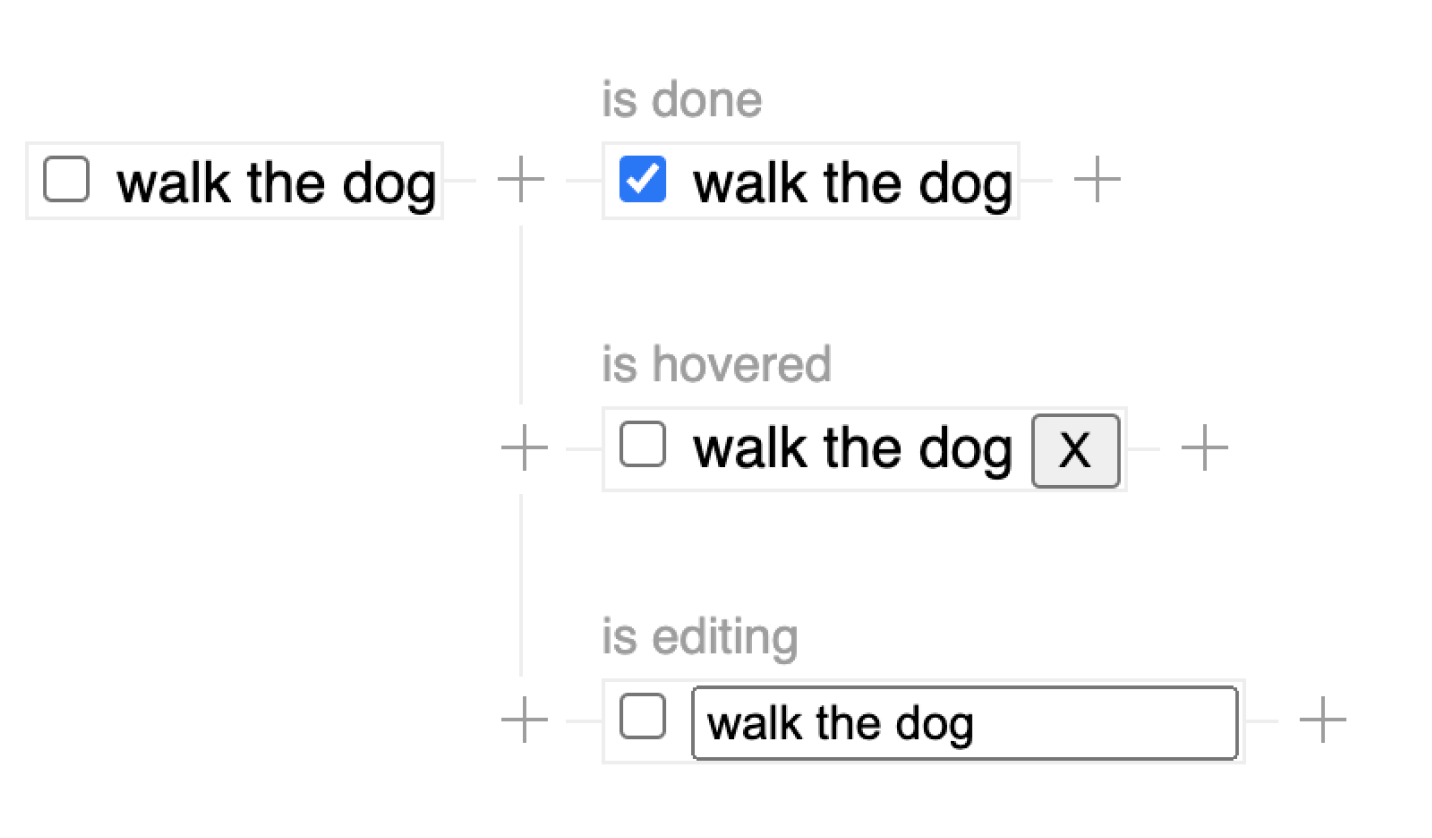 is done
walk the dog
walk the dog
is hovered
walk the dog X
is editing
walk the dog